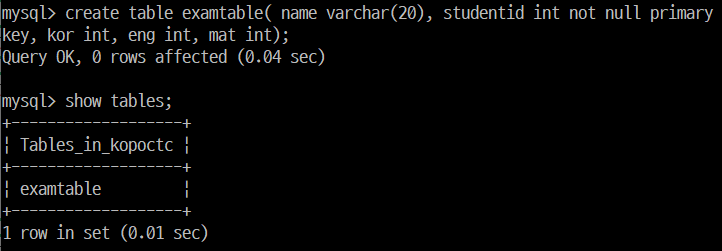 mysql> create table examtable( name varchar(20), studentid int not null primary
key, kor int, eng int, mat int);
Query OK, 0 rows affected (0.04 sec)
mysql> show tables;
+-------------------+
¦ Tables_in_kopoctc ¦
+-------------------+
¦ examtable         ¦
+-------------------+
1 row in set (0.01 sec)